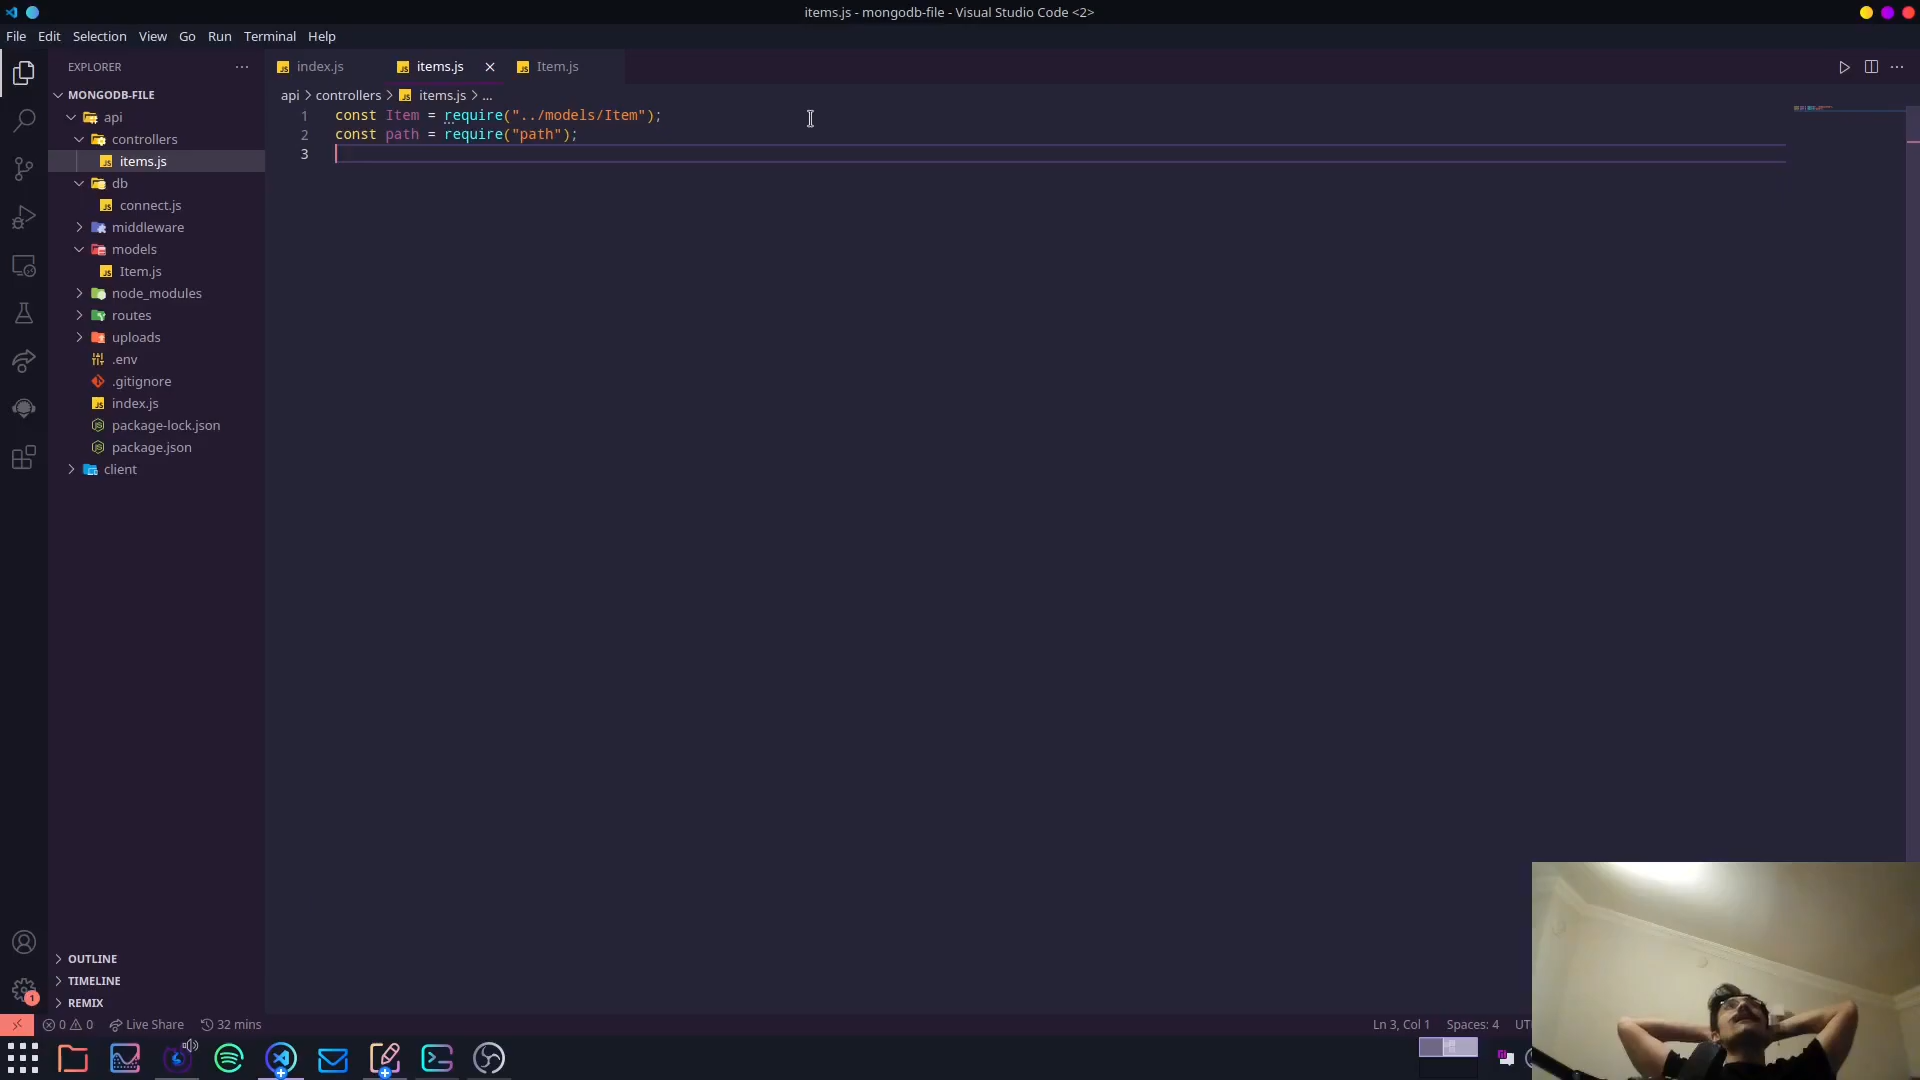 items.js - mongodb-file - Visual Studio Code <2>
File Edit Selection View Go Run Terminal Help
EXPLORER
MONGODB-FILE
api
controllers
items.js
db
connect.js
middleware
models
Item.js
node_modules
routes
uploads
.env
.gitignore
index.js
package-lock.json
package.json
client
OUTLINE
TIMELINE
REMIX
index.js items.js Item.js
api > controllers > items.js > ...
1 const Item = require("../models/Item");
2 const path = require("path");
3
1
0 0 Live Share 32 mins
Ln 3, Col 1 Spaces: 4